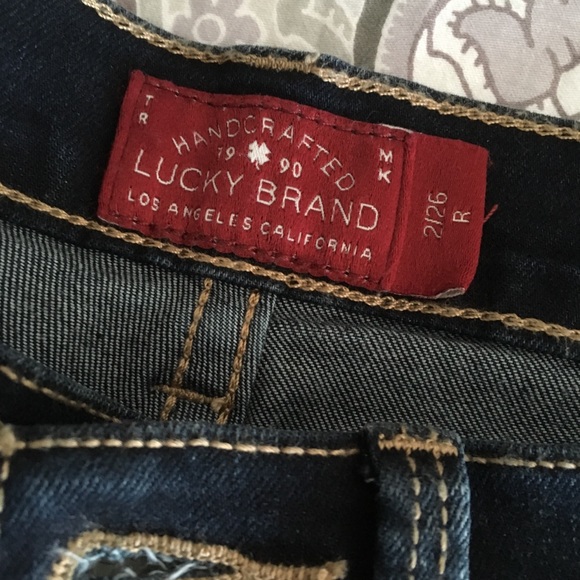 TR
HANDCRAFTED
MK
19 90
LUCKY BRAND
LOS ANGELES CALIFORNIA
2/26
R